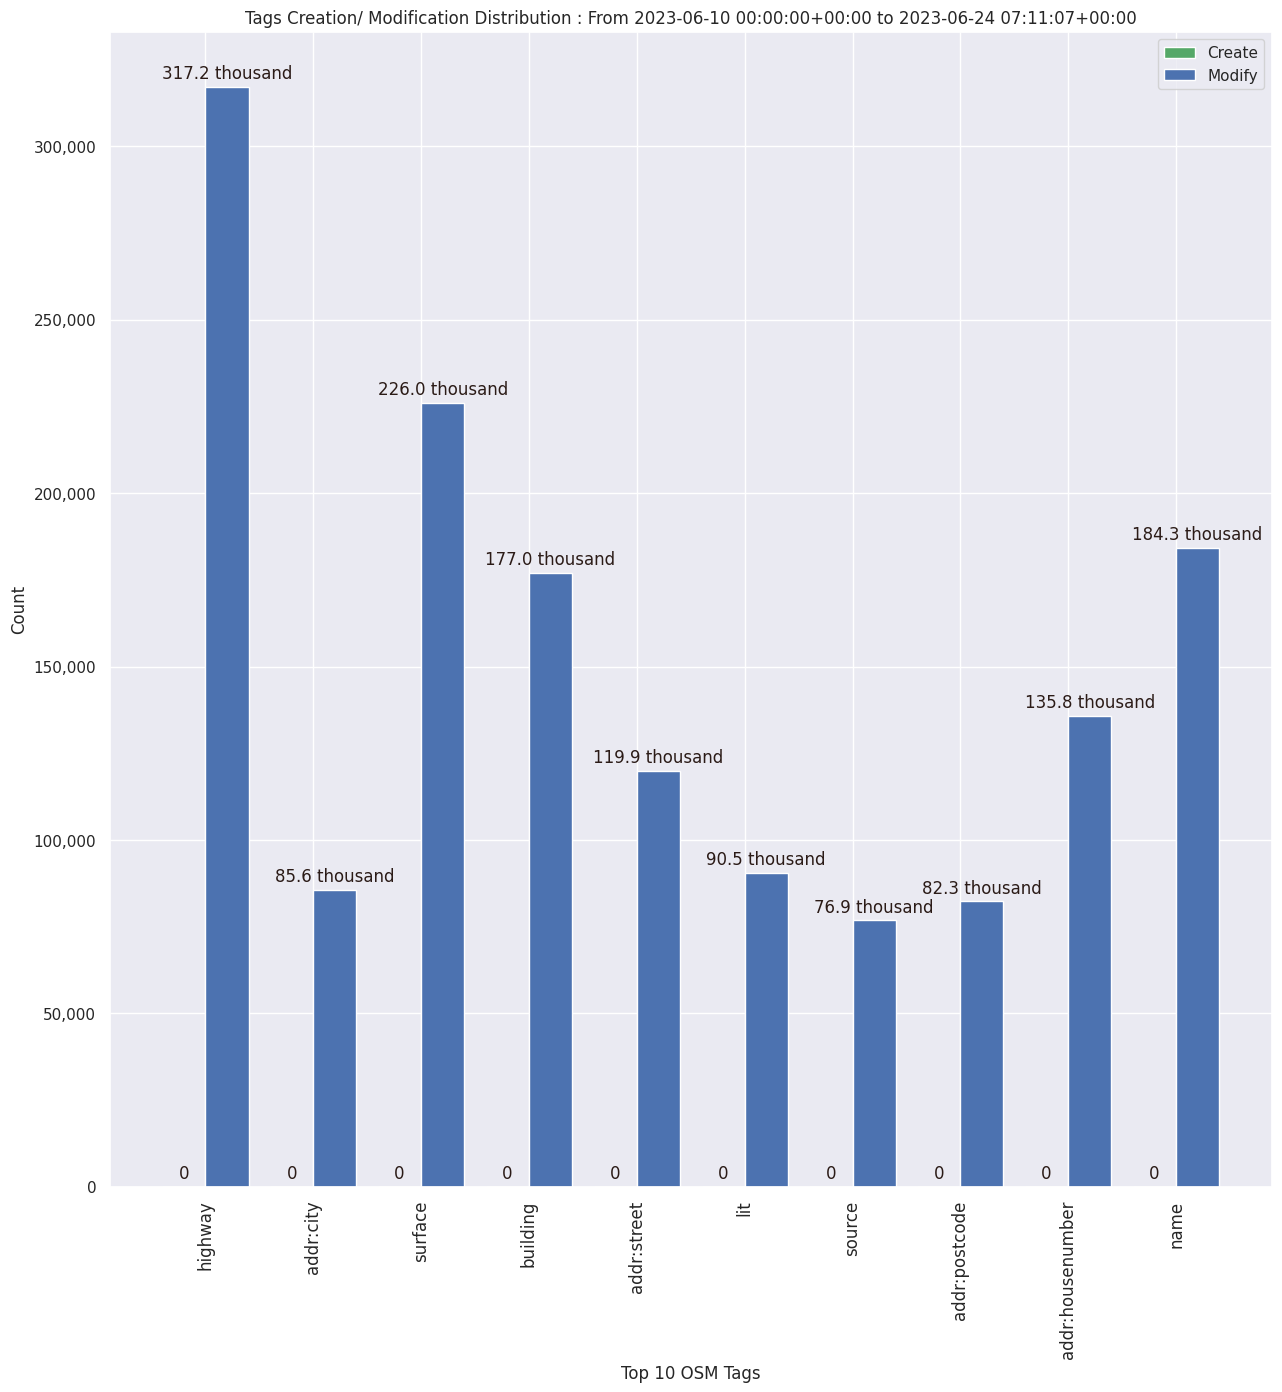 Tags Creation/ Modification Distribution : From 2023-06-10 00:00:00+00:00 to 2023-06-24 07:11:07+00:00
Create
Modify
317.2 thousand
85.6 thousand
226.0 thousand
177.0 thousand
119.9 thousand
90.5 thousand
76.9 thousand
82.3 thousand
135.8 thousand
184.3 thousand
0
0
0
0
0
0
0
0
0
0
300,000
250,000
200,000
150,000
100,000
50,000
0
Count
highway
addr:city
surface
building
addr:street
lit
source
addr:postcode
addr:housenumber
name
Top 10 OSM Tags